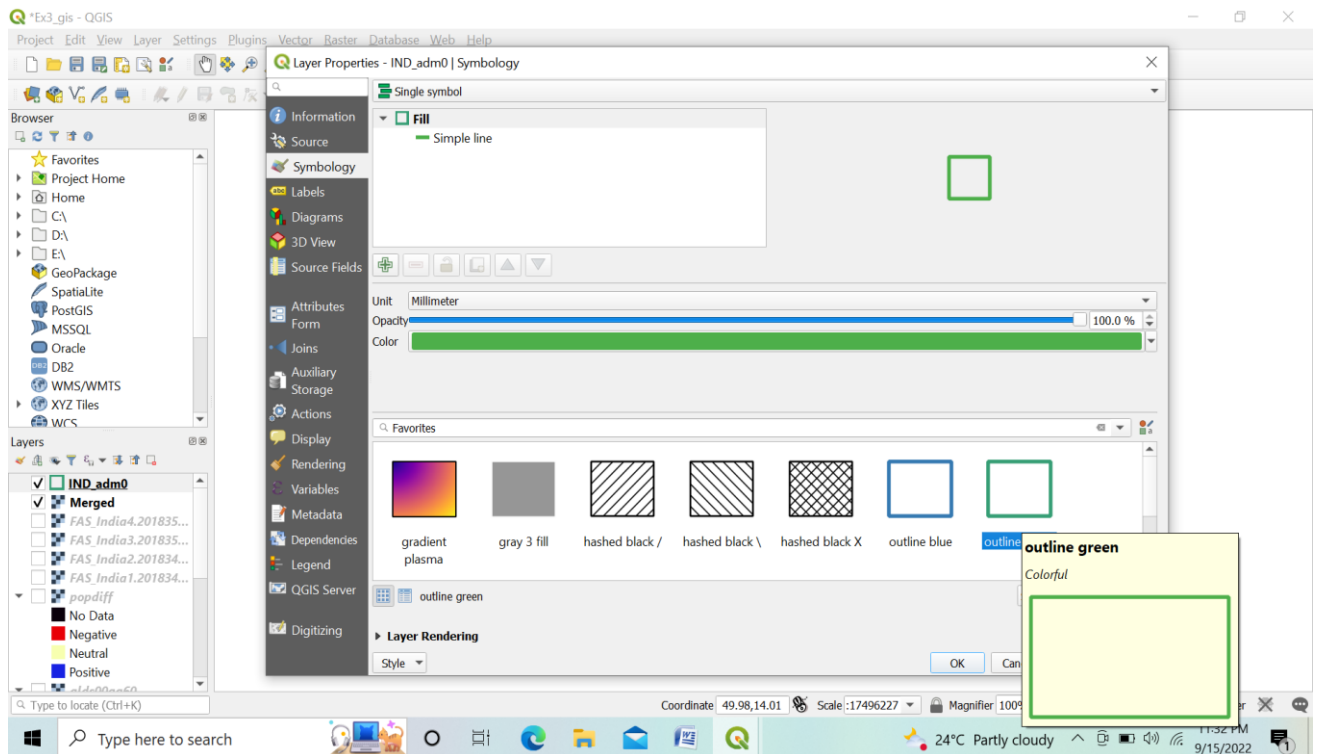 *Ex3_gis - QGIS
Project Edit View Layer Settings Plugins Vector Raster Database Web Help
Layer Properties - IND_adm0 | Symbology
Single symbol
Information
Source
Symbology
Labels
Diagrams
3D View
Source Fields
Attributes
Form
Joins
Auxiliary
Storage
Actions
Display
Rendering
Variables
Metadata
Dependencies
Legend
QGIS Server
Digitizing
Fill
Simple line
Unit Millimeter
Opacity 100.0 %
Color
Favorites
gradient
plasma
gray 3 fill
hashed black /
hashed black \
hashed black X
outline blue
outline
outline green
Layer Rendering
Style
OK
outline green
Colorful
Browser
Favorites
Project Home
Home
C:\
D:\
E:\
GeoPackage
SpatiaLite
PostGIS
MSSQL
Oracle
DB2
WMS/WMTS
XYZ Tiles
WCS
Layers
IND_adm0
Merged
FAS_India4.201835...
FAS_India3.201835...
FAS_India2.201834...
FAS_India1.201834...
popdiff
No Data
Negative
Neutral
Positive
Type to locate (Ctrl+K)
Coordinate 49.98,14.01
Scale :17496227
Magnifier
Type here to search
24°C Partly cloudy
11:32 PM
9/15/2022